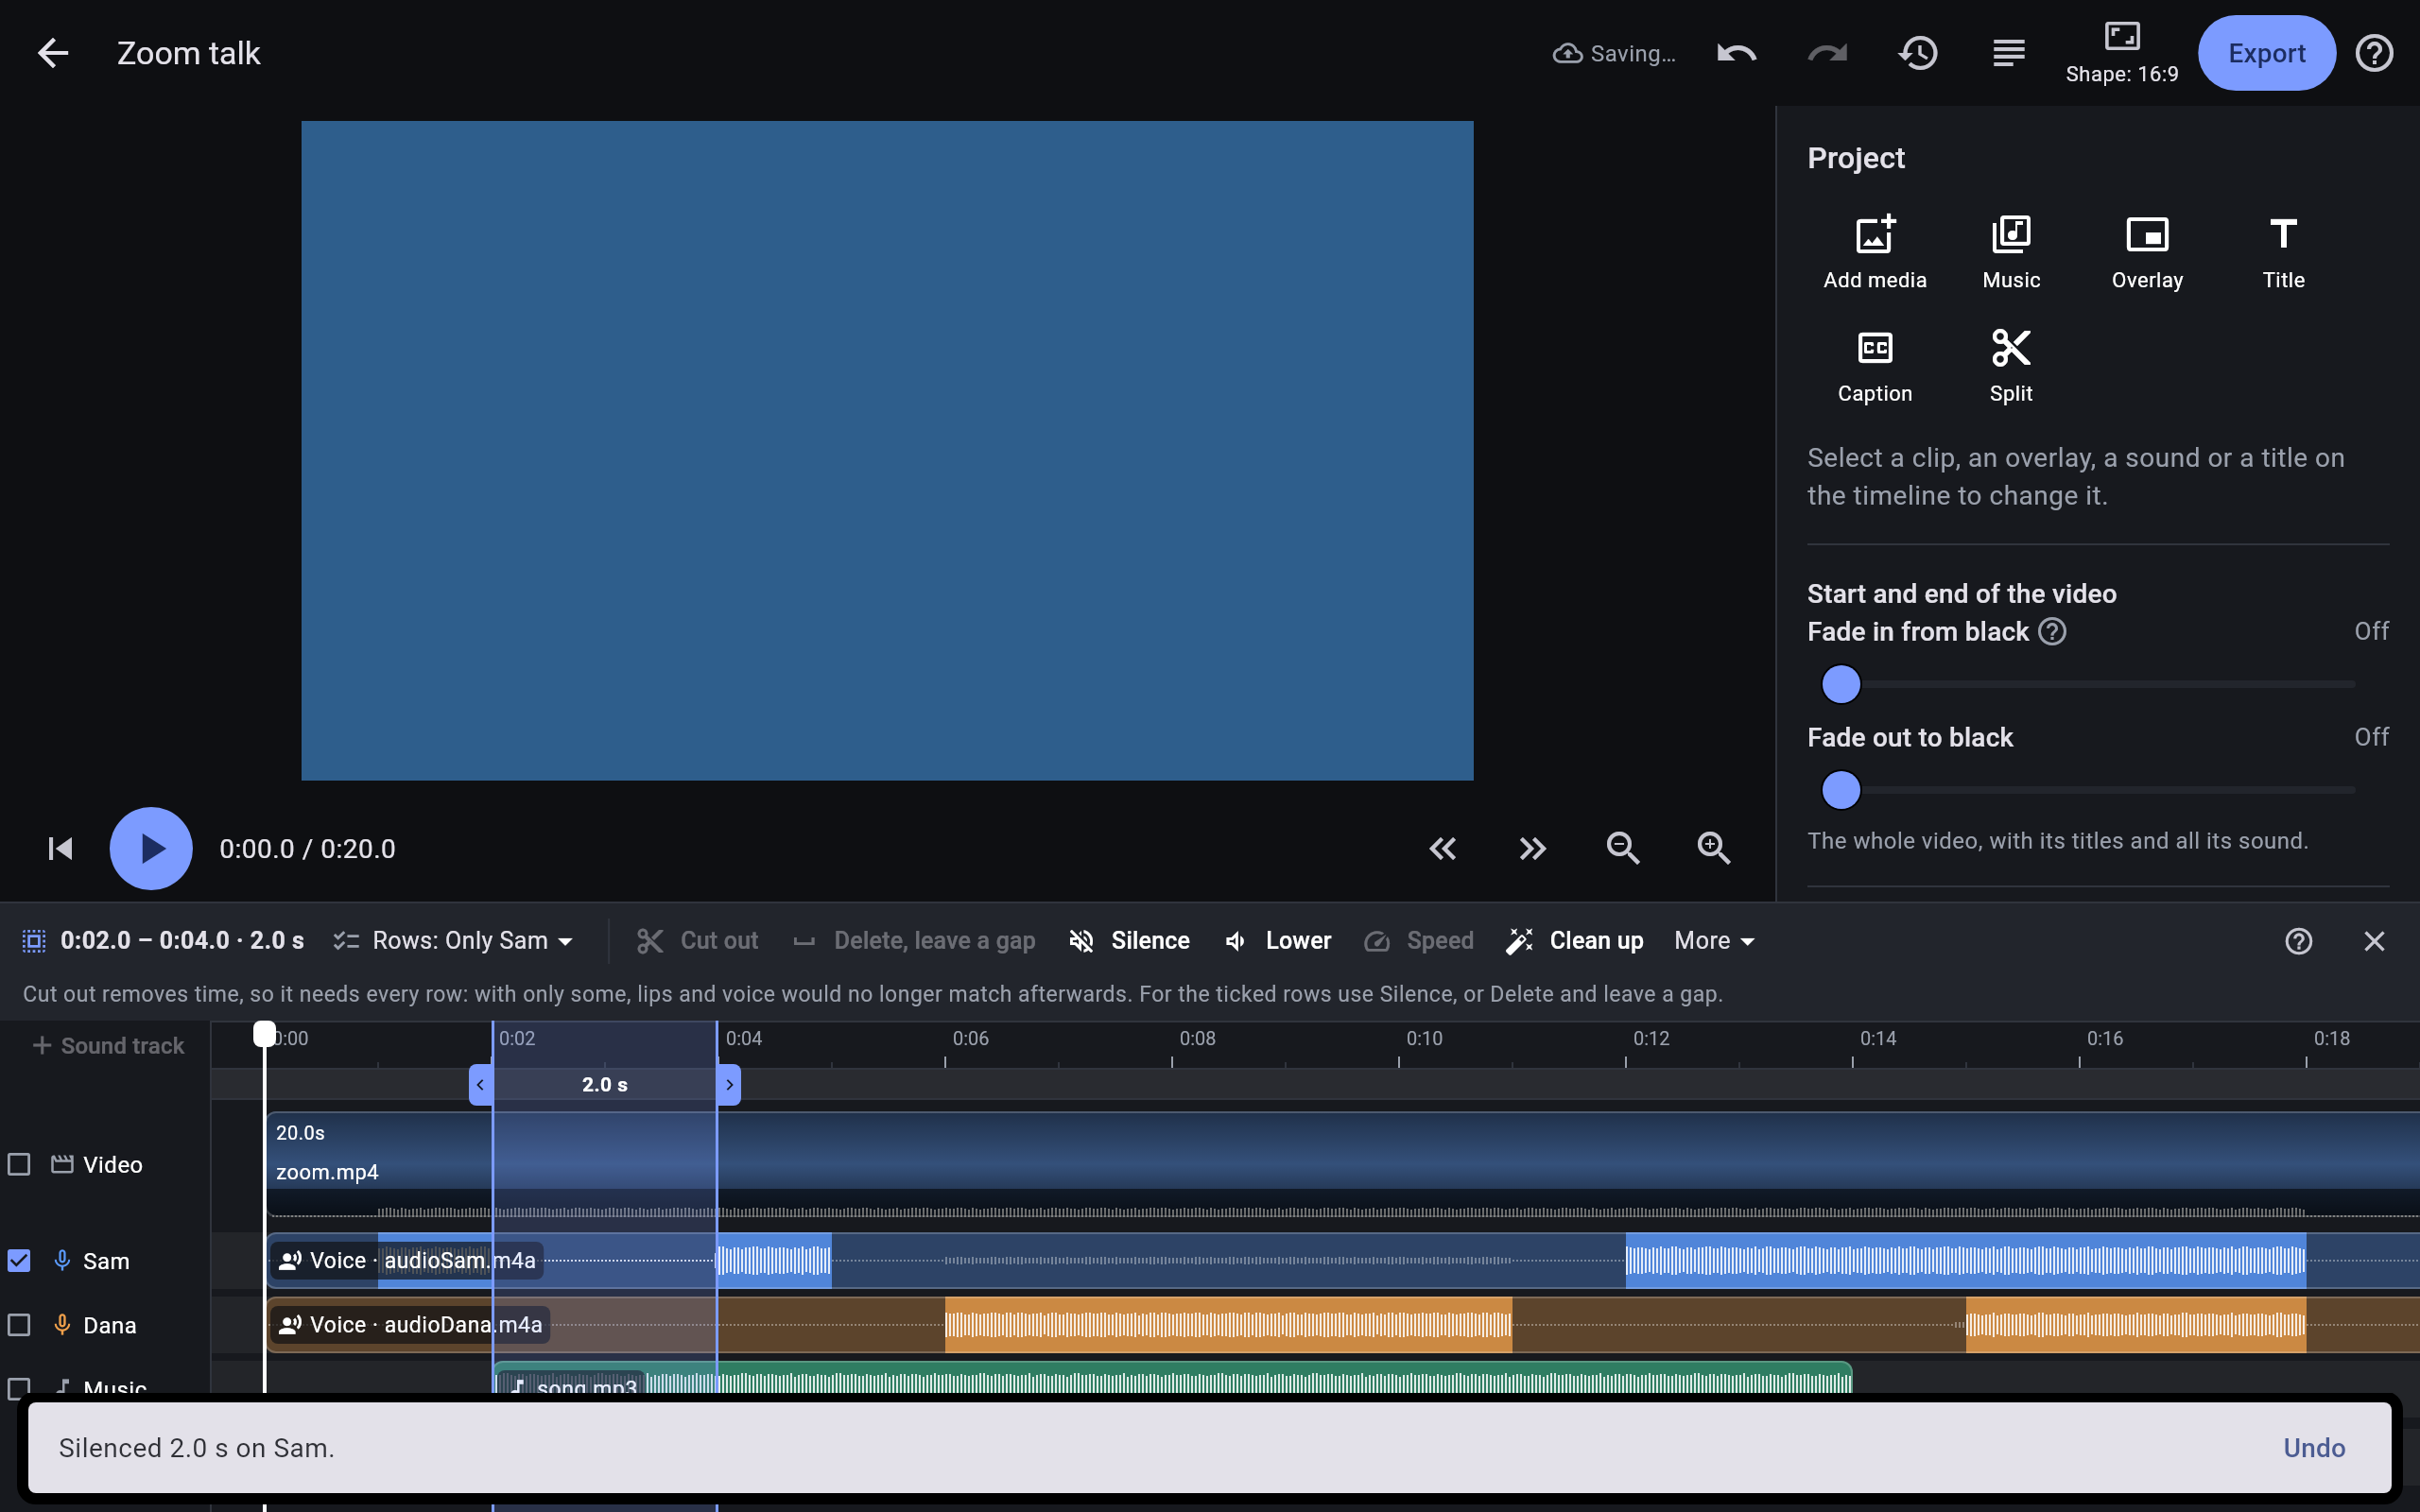 Zoom talk
Saving...
Shape: 16:9
Export
Project
Add media
Music
Overlay
Title
Caption
Split
Select a clip, an overlay, a sound or a title on
the timeline to change it.
Start and end of the video
Fade in from black
Off
Fade out to black
Off
The whole video, with its titles and all its sound.
0:00.0 / 0:20.0
0:02.0 – 0:04.0 · 2.0 s
Rows: Only Sam
Cut out
Delete, leave a gap
Silence
Lower
Speed
Clean up
More
Cut out removes time, so it needs every row: with only some, lips and voice would no longer match afterwards. For the ticked rows use Silence, or Delete and leave a gap.
Sound track
0:00
0:02
0:04
0:06
0:08
0:10
0:12
0:14
0:16
0:18
2.0 s
Video
20.0s
zoom.mp4
Sam
Voice · audioSam.m4a
Dana
Voice · audioDana.m4a
Music
song.mp3
Silenced 2.0 s on Sam.
Undo